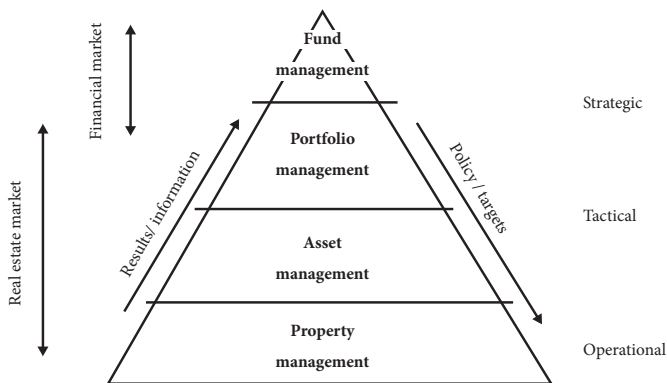 Fund
management
Financial market
Strategic
Portfolio
management
Results/ information
Policy / targets
Real estate market
Tactical
Asset
management
Property
management
Operational